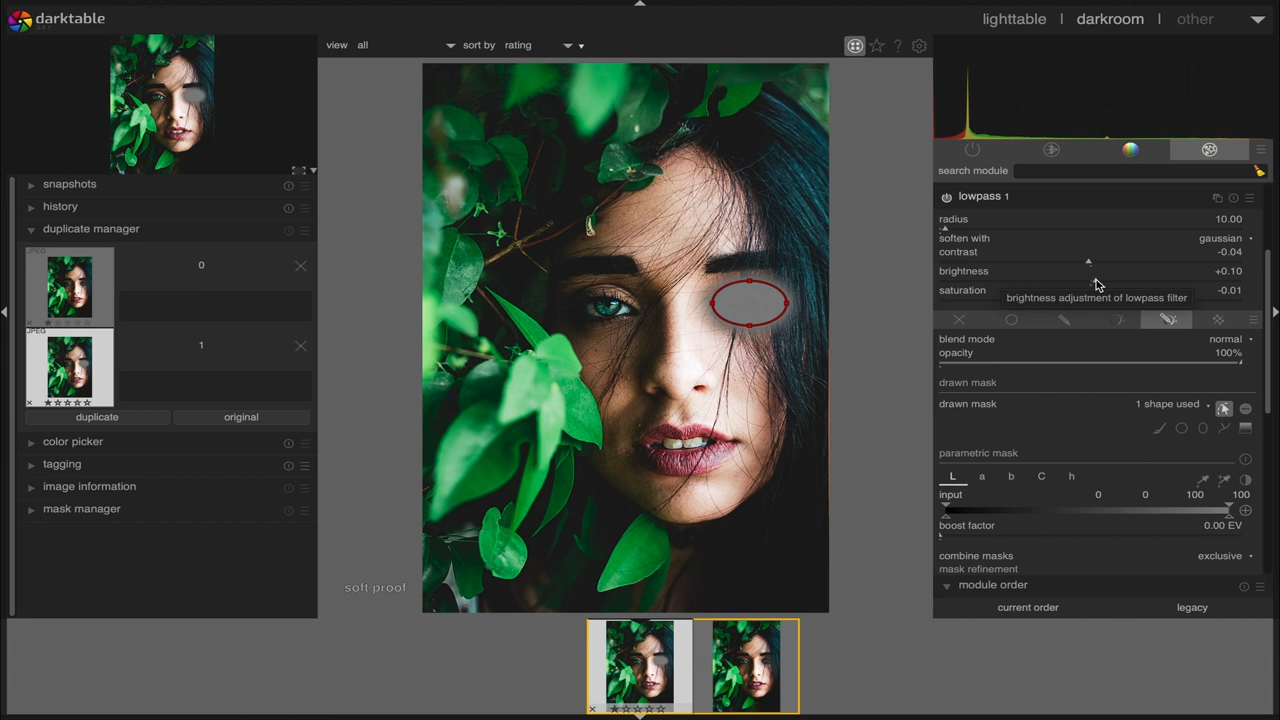 darktable
lighttable | darkroom | other
view all sort by rating
search module
snapshots
history
duplicate manager
JPEG
0
JPEG
1
duplicate original
color picker
tagging
image information
mask manager
soft proof
lowpass 1
radius 10.00
soften with gaussian
contrast -0.04
brightness +0.10
saturation -0.01
brightness adjustment of lowpass filter
blend mode normal
opacity 100%
drawn mask
drawn mask 1 shape used
parametric mask
L a b C h
input 0 0 100 100
boost factor 0.00 EV
combine masks exclusive
mask refinement
module order
current order legacy